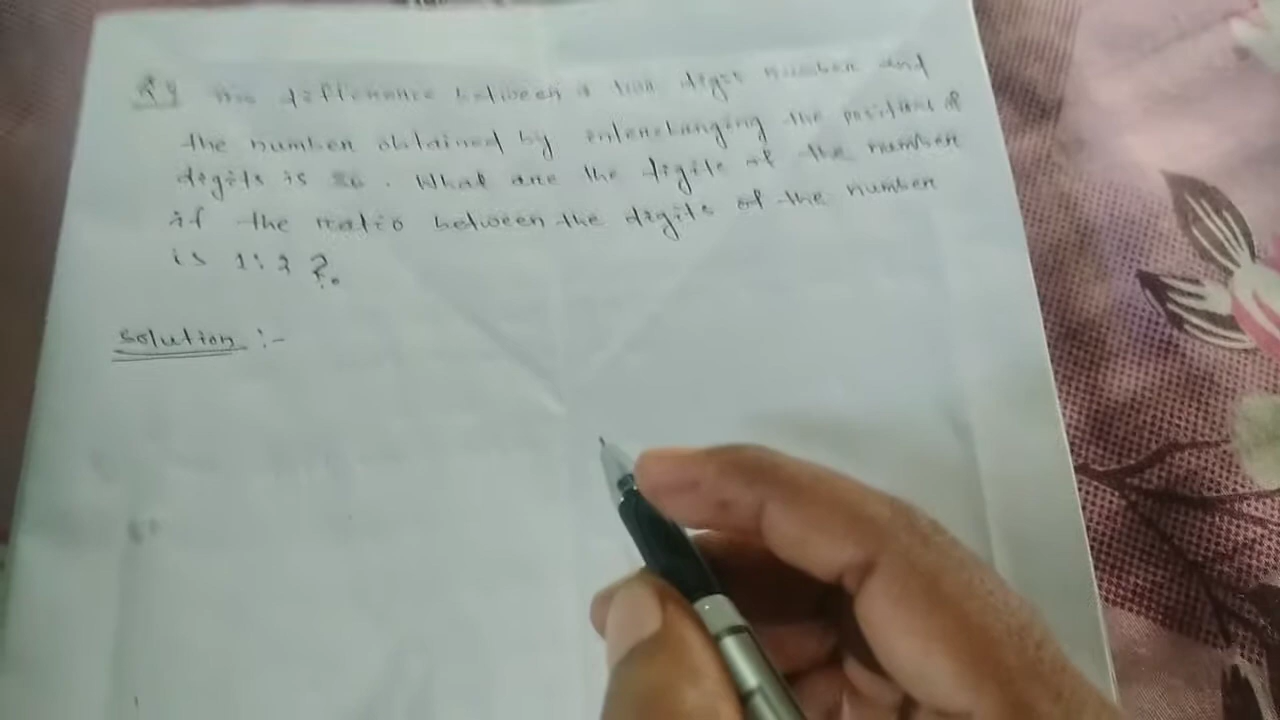 The difference between a two digit number and
the number obtained by interchanging the positions of
digits is 36. What are the digits of the number
if the ratio between the digits of the number
is 1:2 ?.
Solution :-